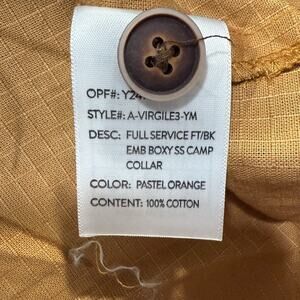 OPF#: Y24
STYLE#: A-VIRGILE3-YM
DESC: FULL SERVICE FT/BK
EMB BOXY SS CAMP
COLLAR
COLOR: PASTEL ORANGE
CONTENT: 100% COTTON